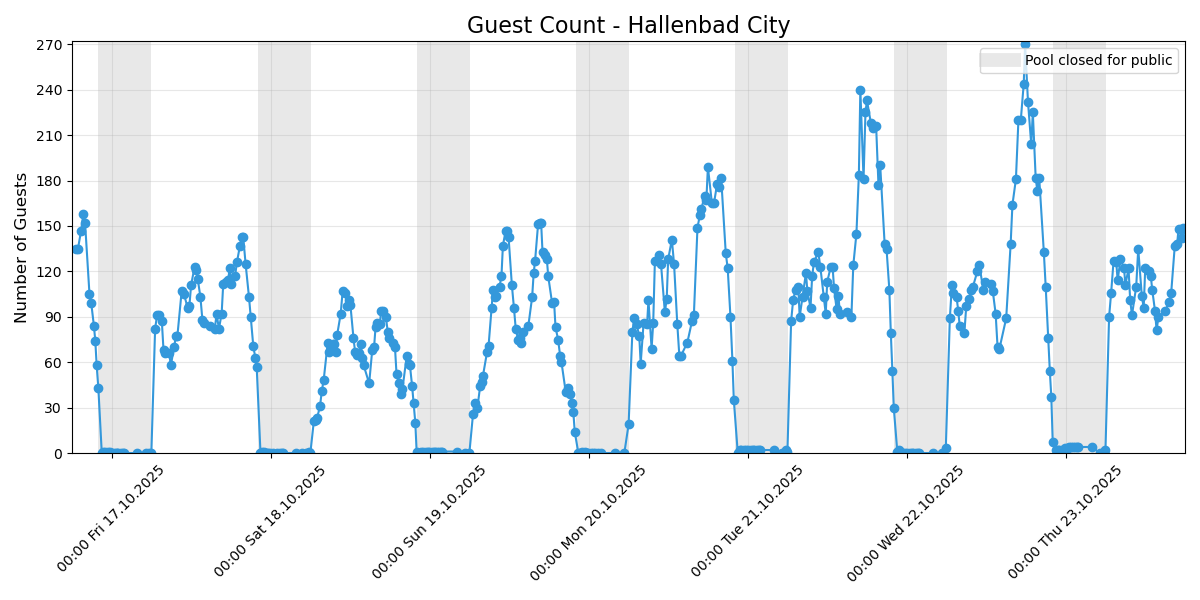 Guest Count - Hallenbad City
Number of Guests
270
240
210
180
150
120
90
60
30
0
Pool closed for public
00:00 Fri 17.10.2025
00:00 Sat 18.10.2025
00:00 Sun 19.10.2025
00:00 Mon 20.10.2025
00:00 Tue 21.10.2025
00:00 Wed 22.10.2025
00:00 Thu 23.10.2025